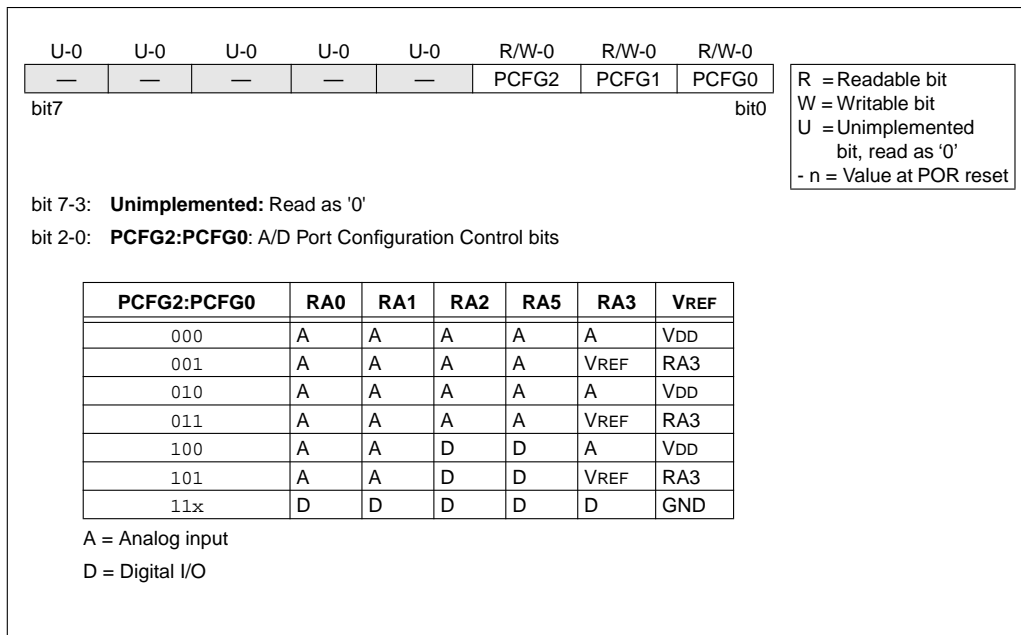 U-0 U-0 U-0 U-0 U-0 R/W-0 R/W-0 R/W-0
— — — — — PCFG2 PCFG1 PCFG0
bit7 bit0
R = Readable bit
W = Writable bit
U = Unimplemented
bit, read as ‘0’
- n = Value at POR reset
bit 7-3: Unimplemented: Read as '0'
bit 2-0: PCFG2:PCFG0: A/D Port Configuration Control bits
PCFG2:PCFG0 RA0 RA1 RA2 RA5 RA3 VREF
000 A A A A A VDD
001 A A A A VREF RA3
010 A A A A A VDD
011 A A A A VREF RA3
100 A A D D A VDD
101 A A D D VREF RA3
11x D D D D D GND
A = Analog input
D = Digital I/O